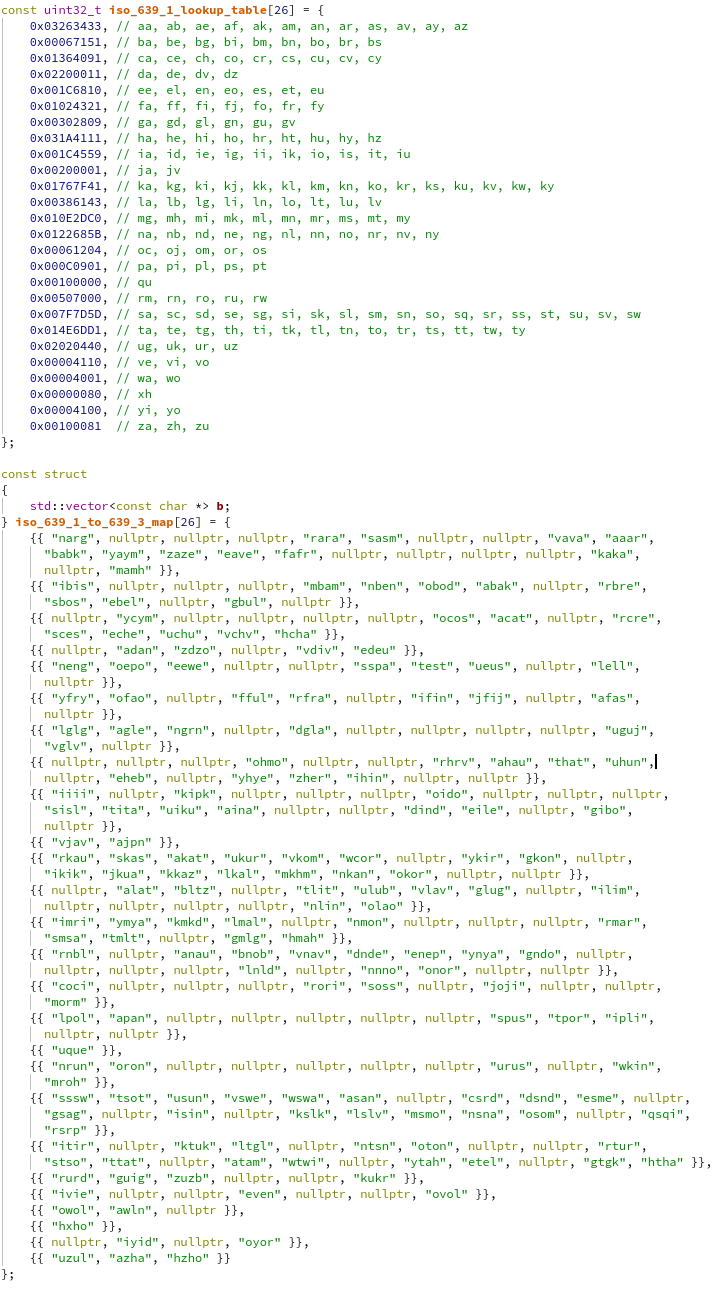 const uint32_t iso_639_1_lookup_table[26] = {
    0x03263433, // aa, ab, ae, af, ak, am, an, ar, as, av, ay, az
    0x00067151, // ba, be, bg, bi, bm, bn, bo, br, bs
    0x01364091, // ca, ce, ch, co, cr, cs, cu, cv, cy
    0x02200011, // da, de, dv, dz
    0x001C6810, // ee, el, en, eo, es, et, eu
    0x01024321, // fa, ff, fi, fj, fo, fr, fy
    0x00302809, // ga, gd, gl, gn, gu, gv
    0x031A4111, // ha, he, hi, ho, hr, ht, hu, hy, hz
    0x001C4559, // ia, id, ie, ig, ii, ik, io, is, it, iu
    0x00200001, // ja, jv
    0x01767F41, // ka, kg, ki, kj, kk, kl, km, kn, ko, kr, ks, ku, kv, kw, ky
    0x00386143, // la, lb, lg, li, ln, lo, lt, lu, lv
    0x010E2DC0, // mg, mh, mi, mk, ml, mn, mr, ms, mt, my
    0x0122685B, // na, nb, nd, ne, ng, nl, nn, no, nr, nv, ny
    0x00061204, // oc, oj, om, or, os
    0x000C0901, // pa, pi, pl, ps, pt
    0x00100000, // qu
    0x00507000, // rm, rn, ro, ru, rw
    0x007F7D5D, // sa, sc, sd, se, sg, si, sk, sl, sm, sn, so, sq, sr, ss, st, su, sv, sw
    0x014E6DD1, // ta, te, tg, th, ti, tk, tl, tn, to, tr, ts, tt, tw, ty
    0x02020440, // ug, uk, ur, uz
    0x00004110, // ve, vi, vo
    0x00004001, // wa, wo
    0x00000080, // xh
    0x00004100, // yi, yo
    0x00100081  // za, zh, zu
};

const struct
{
    std::vector<const char *> b;
} iso_639_1_to_639_3_map[26] = {
    {{ "narg", nullptr, nullptr, nullptr, "rara", "sasm", nullptr, nullptr, "vava", "aaar",
      "babk", "yaym", "zaze", "eave", "fafr", nullptr, nullptr, nullptr, nullptr, "kaka",
      nullptr, "mamh" }},
    {{ "ibis", nullptr, nullptr, nullptr, "mbam", "nben", "obod", "abak", nullptr, "rbre",
      "sbos", "ebel", nullptr, "gbul", nullptr }},
    {{ nullptr, "ycym", nullptr, nullptr, nullptr, nullptr, "ocos", "acat", nullptr, "rcre",
      "sces", "eche", "uchu", "vchv", "hcha" }},
    {{ nullptr, "adan", "zdzo", nullptr, "vdiv", "edeu" }},
    {{ "neng", "oepo", "eewe", nullptr, nullptr, "sspa", "test", "ueus", nullptr, "lell",
      nullptr }},
    {{ "yfry", "ofao", nullptr, "fful", "rfra", nullptr, "ifin", "jfij", nullptr, "afas",
      nullptr }},
    {{ "lglg", "agle", "ngrn", nullptr, "dgla", nullptr, nullptr, nullptr, nullptr, "uguj",
      "vglv", nullptr }},
    {{ nullptr, nullptr, nullptr, "ohmo", nullptr, nullptr, "rhrv", "ahau", "that", "uhun",
      nullptr, "eheb", nullptr, "yhye", "zher", "ihin", nullptr, nullptr }},
    {{ "iiii", nullptr, "kipk", nullptr, nullptr, nullptr, "oido", nullptr, nullptr, nullptr,
      "sisl", "tita", "uiku", "aina", nullptr, nullptr, "dind", "eile", nullptr, "gibo",
      nullptr }},
    {{ "vjav", "ajpn" }},
    {{ "rkau", "skas", "akat", "ukur", "vkom", "wcor", nullptr, "ykir", "gkon", nullptr,
      "ikik", "jkua", "kkaz", "lkal", "mkhm", "nkan", "okor", nullptr, nullptr }},
    {{ nullptr, "alat", "bltz", nullptr, "tlit", "ulub", "vlav", "glug", nullptr, "ilim",
      nullptr, nullptr, nullptr, nullptr, "nlin", "olao" }},
    {{ "imri", "ymya", "kmkd", "lmal", nullptr, "nmon", nullptr, nullptr, nullptr, "rmar",
      "smsa", "tmlt", nullptr, "gmlg", "hmah" }},
    {{ "rnbl", nullptr, "anau", "bnob", "vnav", "dnde", "enep", "ynya", "gndo", nullptr,
      nullptr, nullptr, nullptr, "lnld", nullptr, "nnno", "onor", nullptr, nullptr }},
    {{ "coci", nullptr, nullptr, "rori", "soss", nullptr, "joji", nullptr, nullptr,
      "morm" }},
    {{ "lpol", "apan", nullptr, nullptr, nullptr, nullptr, "spus", "tpor", "ipli",
      nullptr, nullptr }},
    {{ "uque" }},
    {{ "nrun", "oron", nullptr, nullptr, nullptr, nullptr, "urus", nullptr, "wkin",
      "mroh" }},
    {{ "sssw", "tsot", "usun", "vswe", "wswa", "asan", nullptr, "csrd", "dsnd", "esme", nullptr,
      "gsag", nullptr, "isin", nullptr, "kslk", "lslv", "msmo", "nsna", "osom", nullptr, "qsqi",
      "rsrp" }},
    {{ "itir", nullptr, "ktuk", "ltgl", nullptr, "ntsn", "oton", nullptr, nullptr, "rtur",
      "stso", "ttat", nullptr, "atam", "wtwi", nullptr, "ytah", "etel", nullptr, "gtgk", "htha" }},
    {{ "rurd", "guig", "zuzb", nullptr, nullptr, "kukr" }},
    {{ "ivie", nullptr, nullptr, "even", nullptr, nullptr, "ovol" }},
    {{ "owol", "awln", nullptr }},
    {{ "hxho" }},
    {{ nullptr, "iyid", nullptr, "oyor" }},
    {{ "uzul", "azha", "hzho" }}
};